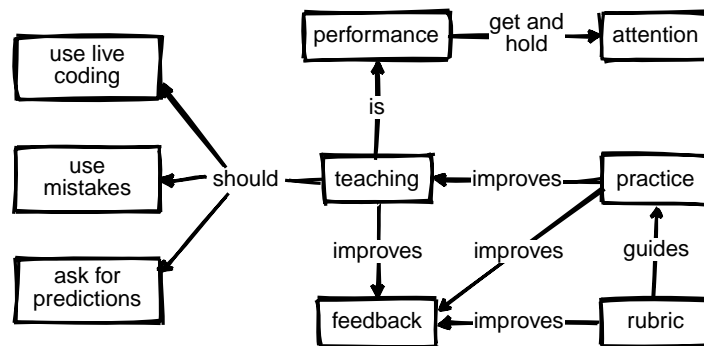 performance
get and
hold
attention
use live
coding
is
use
mistakes
should
teaching
improves
practice
improves
improves
guides
ask for
predictions
feedback
improves
rubric